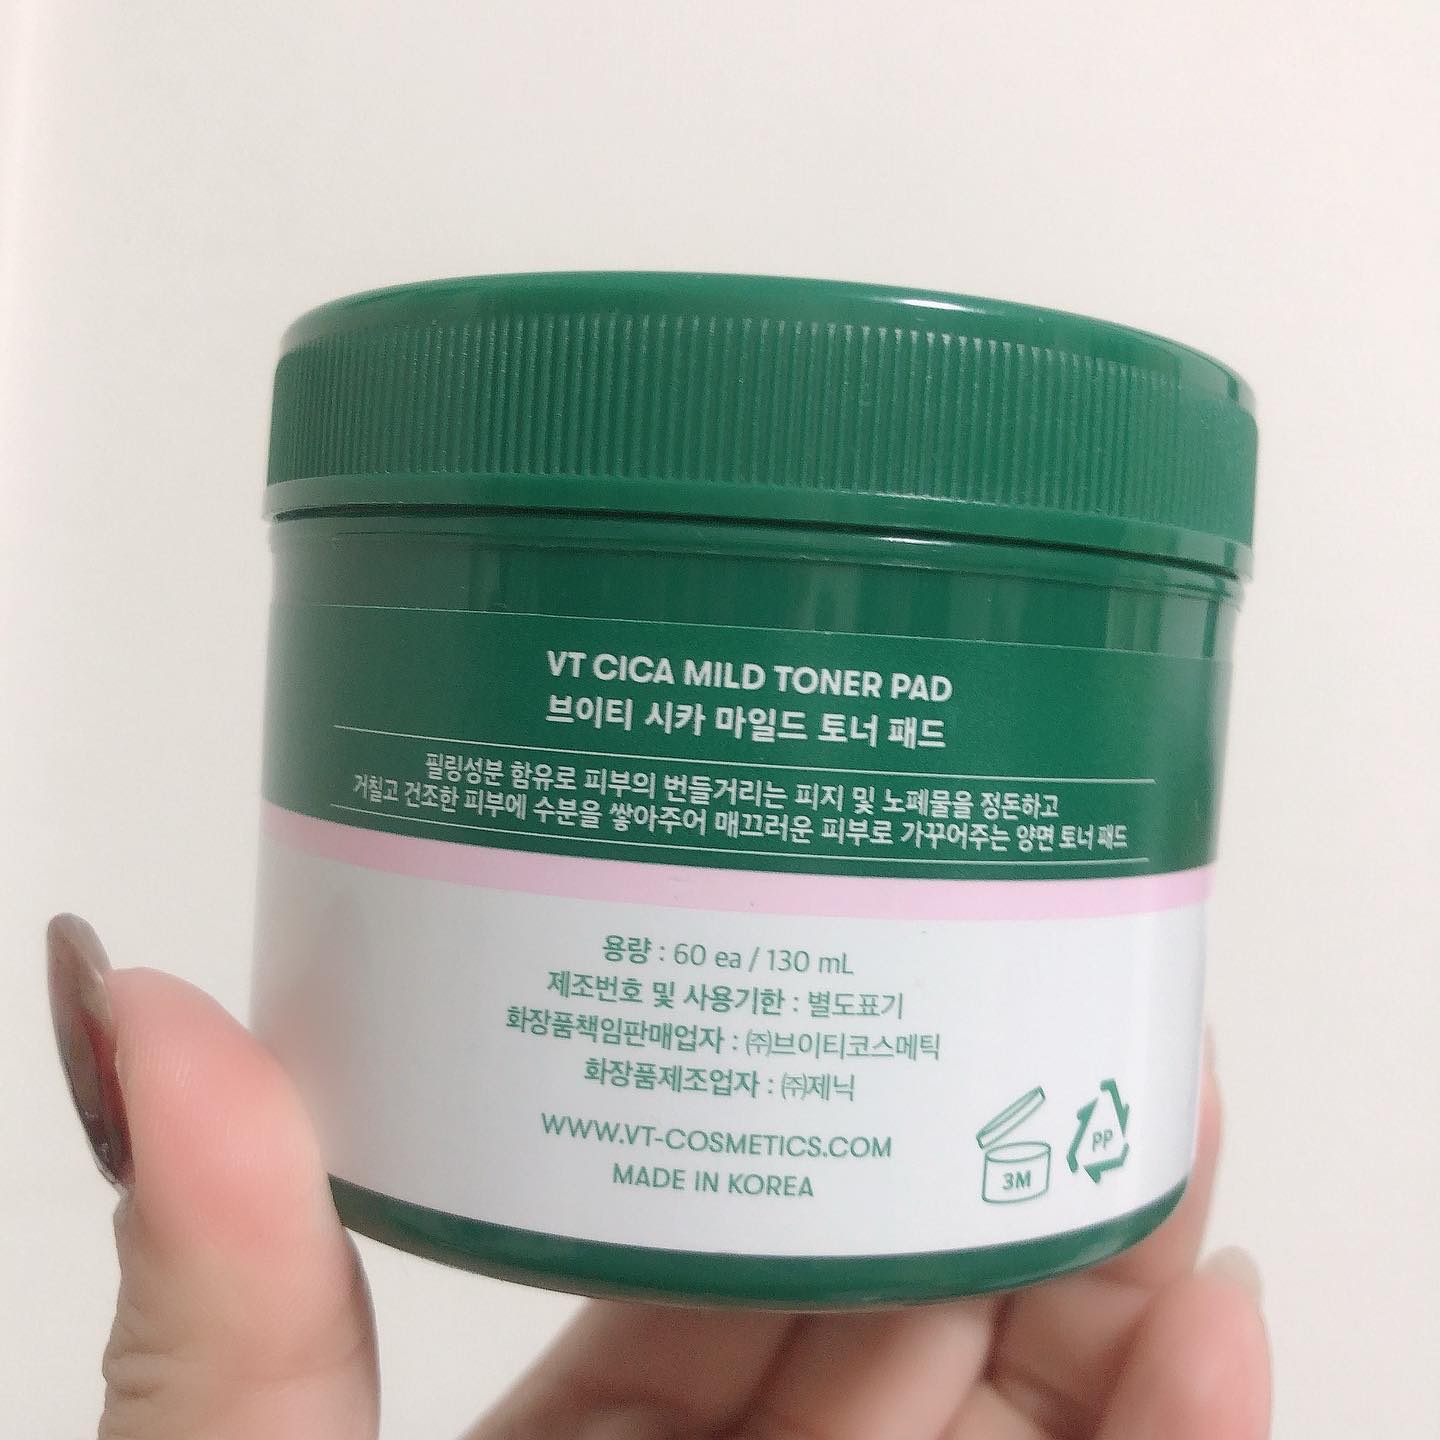 VT CICA MILD TONER PAD
브이티 시카 마일드 토너 패드
필링성분 함유로 피부의 번들거리는 피지 및 노폐물을 정돈하고
거칠고 건조한 피부에 수분을 쌓아주어 매끄러운 피부로 가꾸어주는 양면 토너 패드
용량 : 60 ea / 130 mL
제조번호 및 사용기한 : 별도표기
화장품책임판매업자 : ㈜브이티코스메틱
화장품제조업자 : ㈜제닉
WWW.VT-COSMETICS.COM
MADE IN KOREA
3M
PP